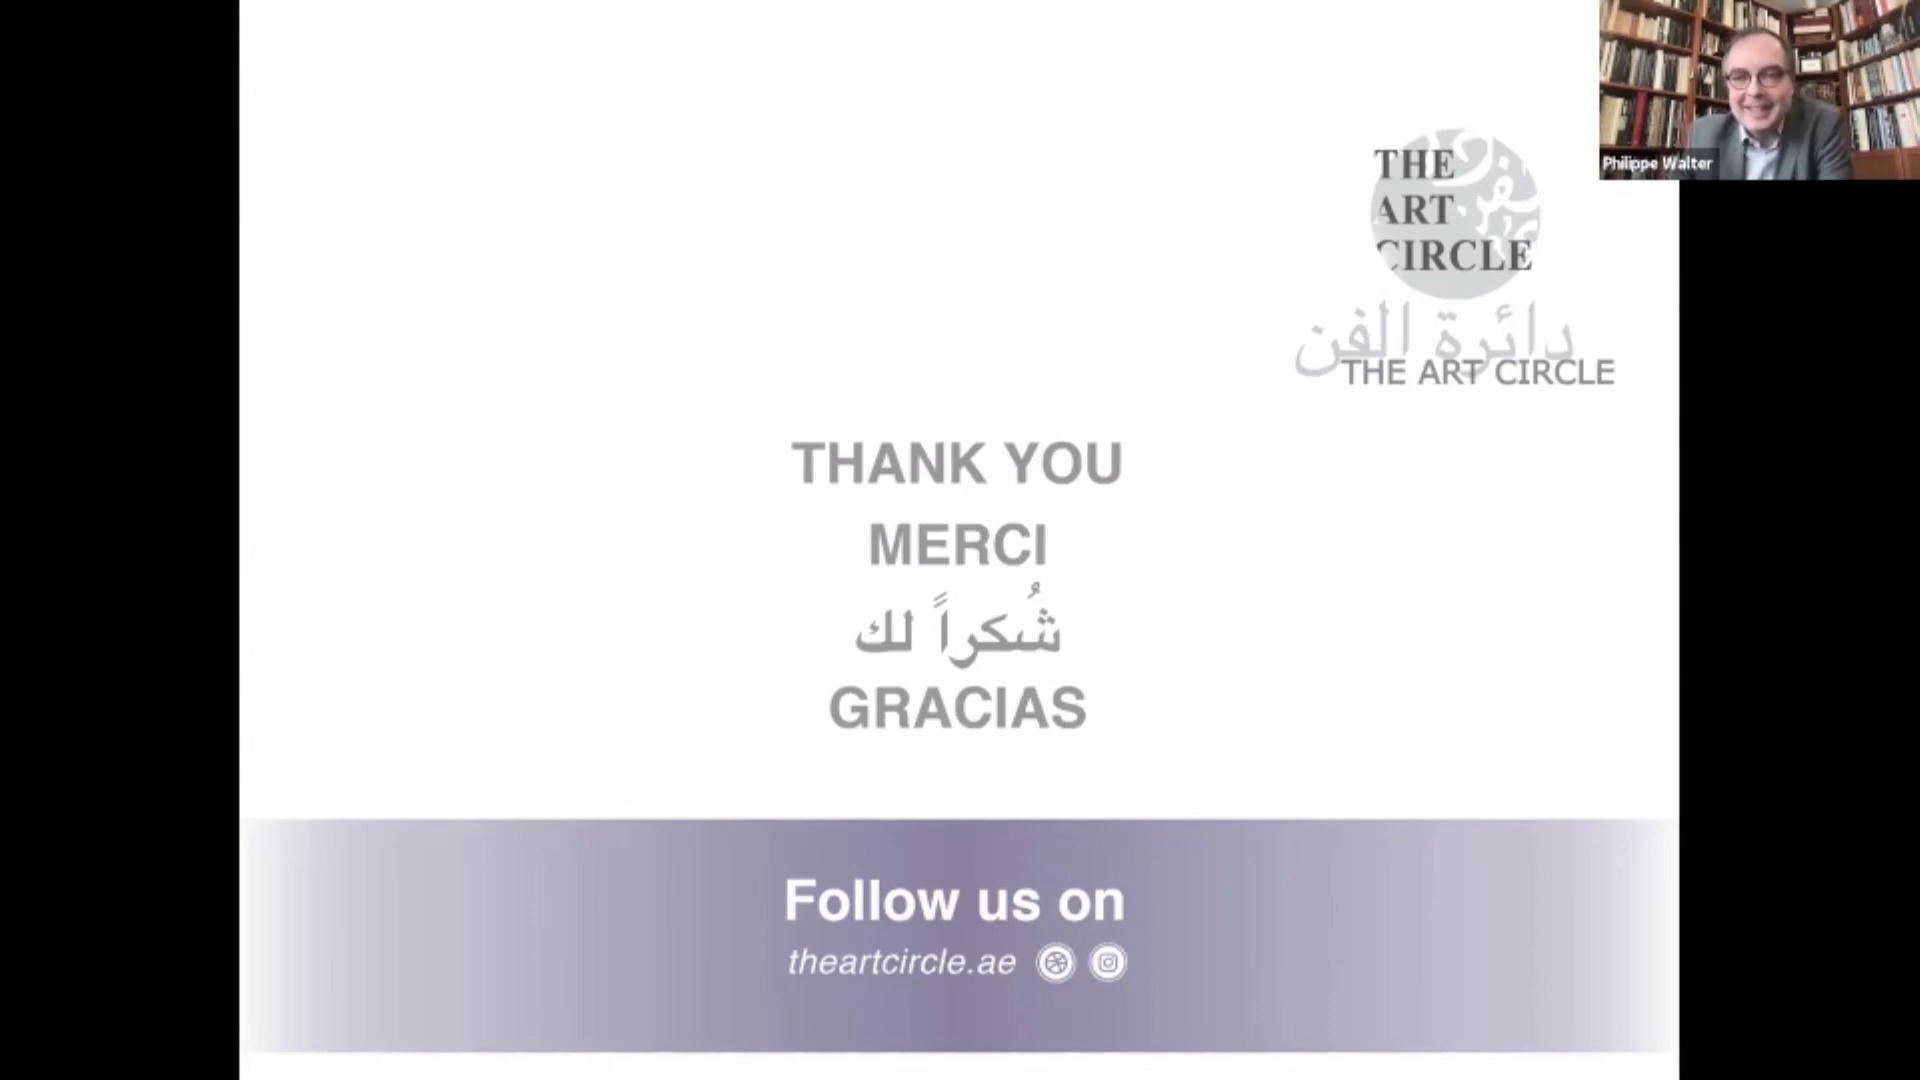 Philippe Walter
THE
ART
CIRCLE
دائرة الفن
THE ART CIRCLE
THANK YOU
MERCI
شُكراً لك
GRACIAS
Follow us on
theartcircle.ae